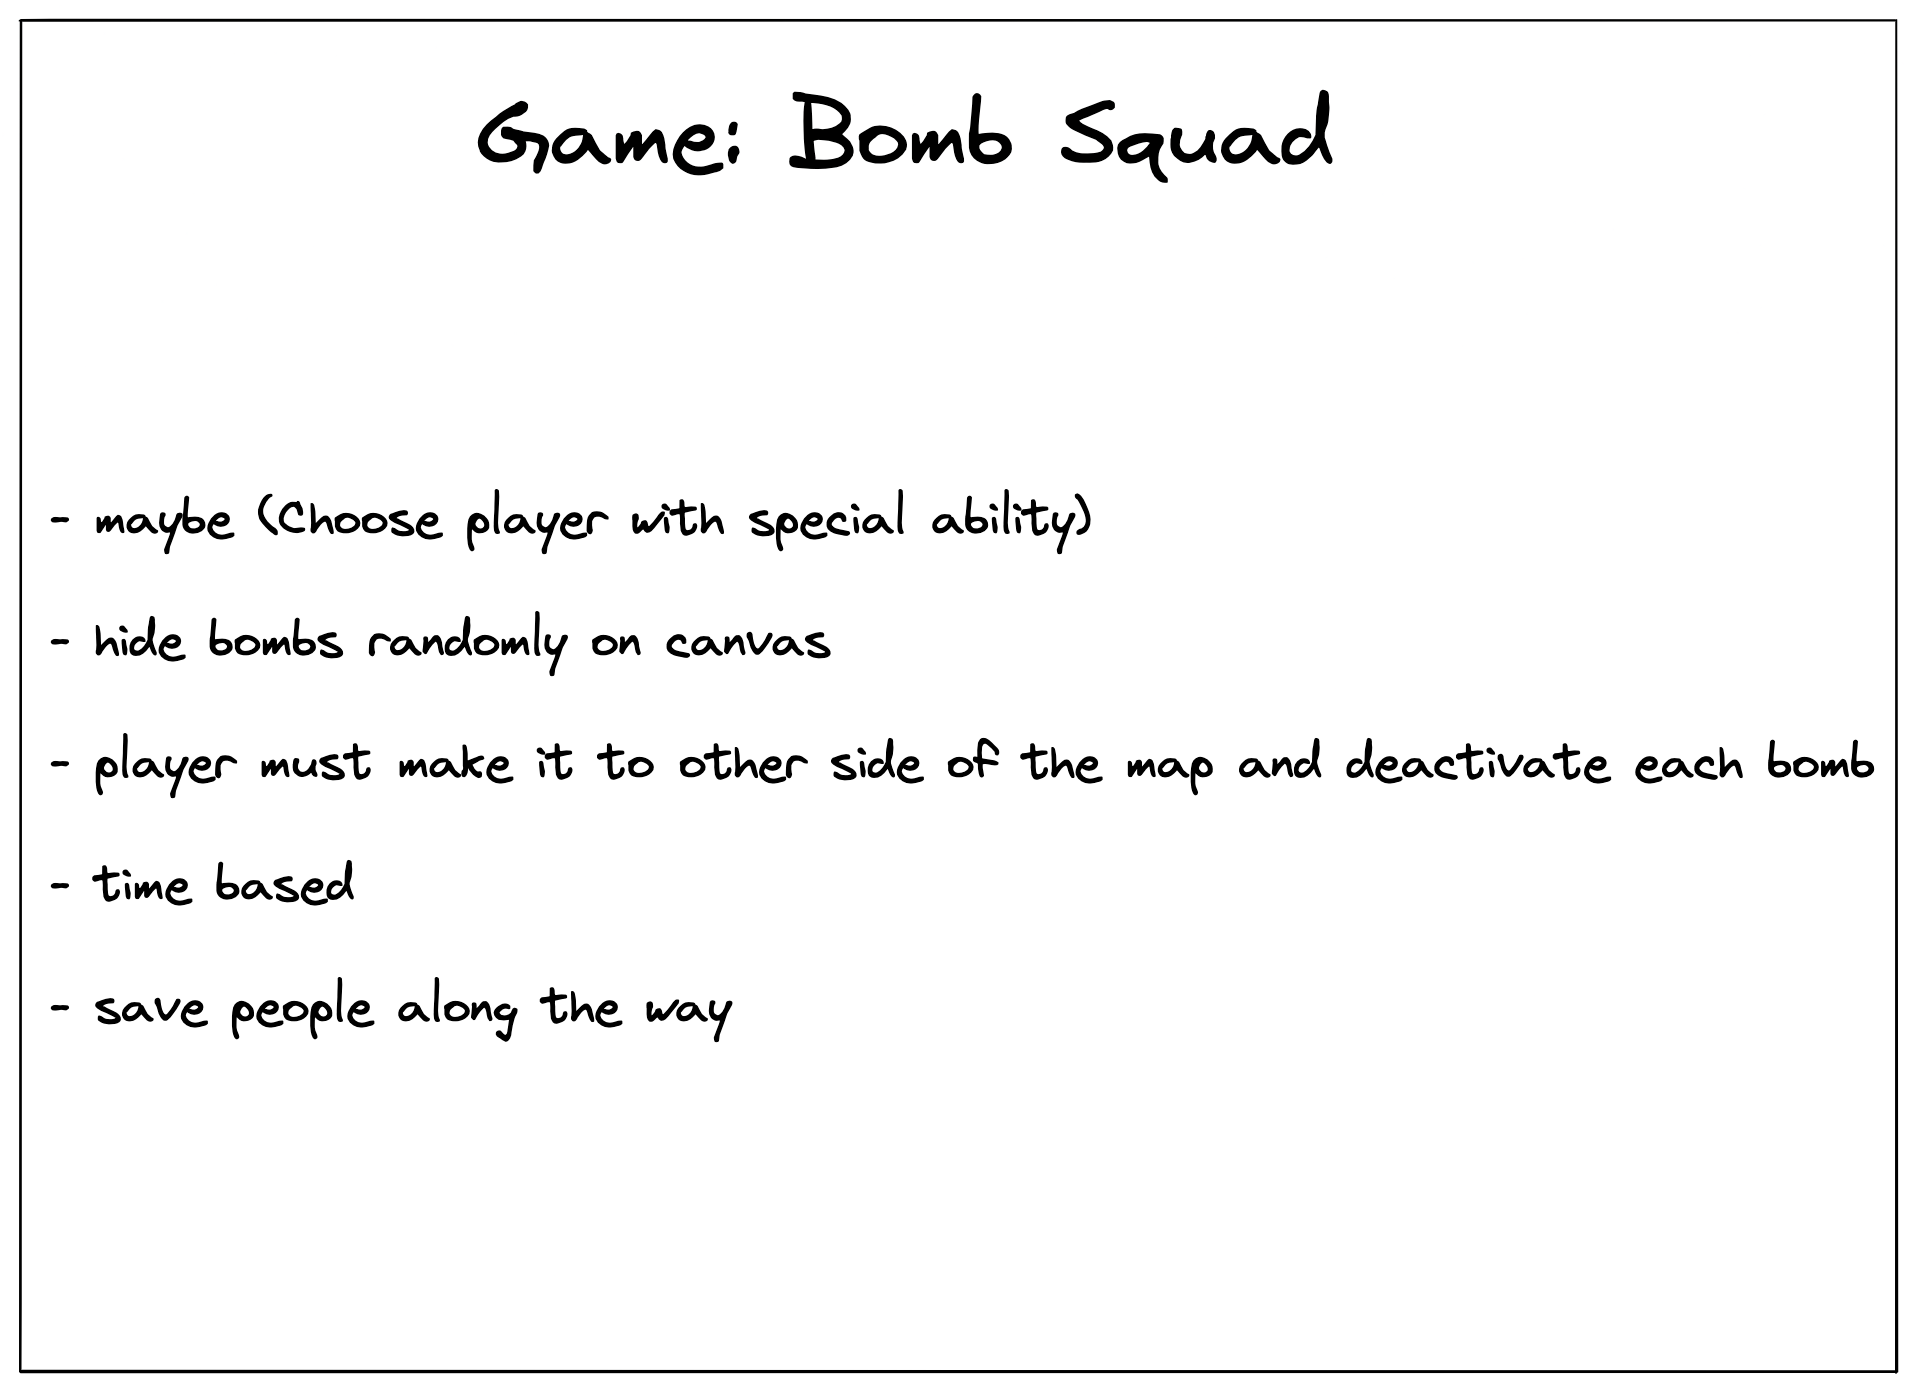 Game: Bomb Squad
- maybe (Choose player with special ability)
- hide bombs randomly on canvas
- player must make it to other side of the map and deactivate each bomb
- time based
- save people along the way